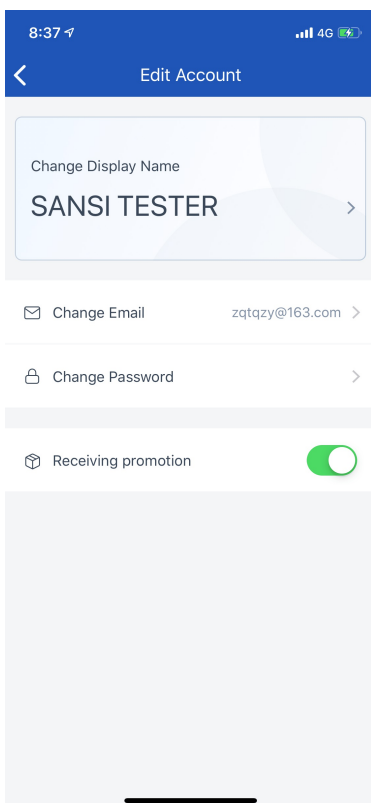 8:37
4G
Edit Account
Change Display Name
SANSI TESTER
Change Email zqtqzy@163.com
Change Password
Receiving promotion